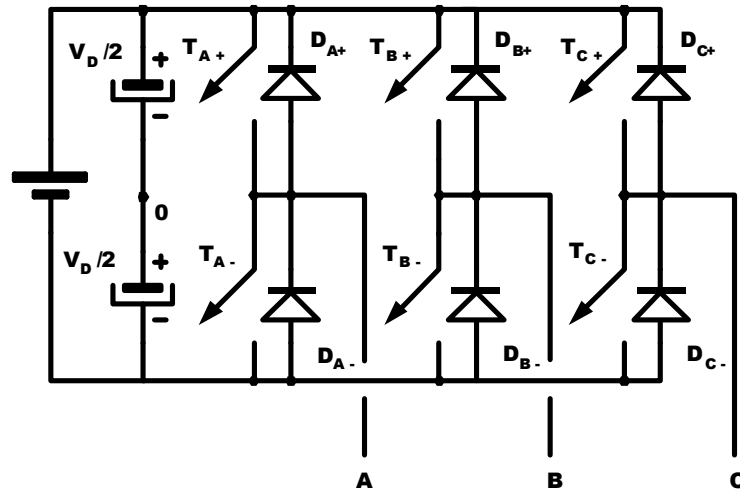 V_D /2 + T_A + D_A+ T_B + D_B+ T_C + D_C+
–
0
V_D /2 + T_A - T_B - T_C -
–
D_A - D_B - D_C -
A B C